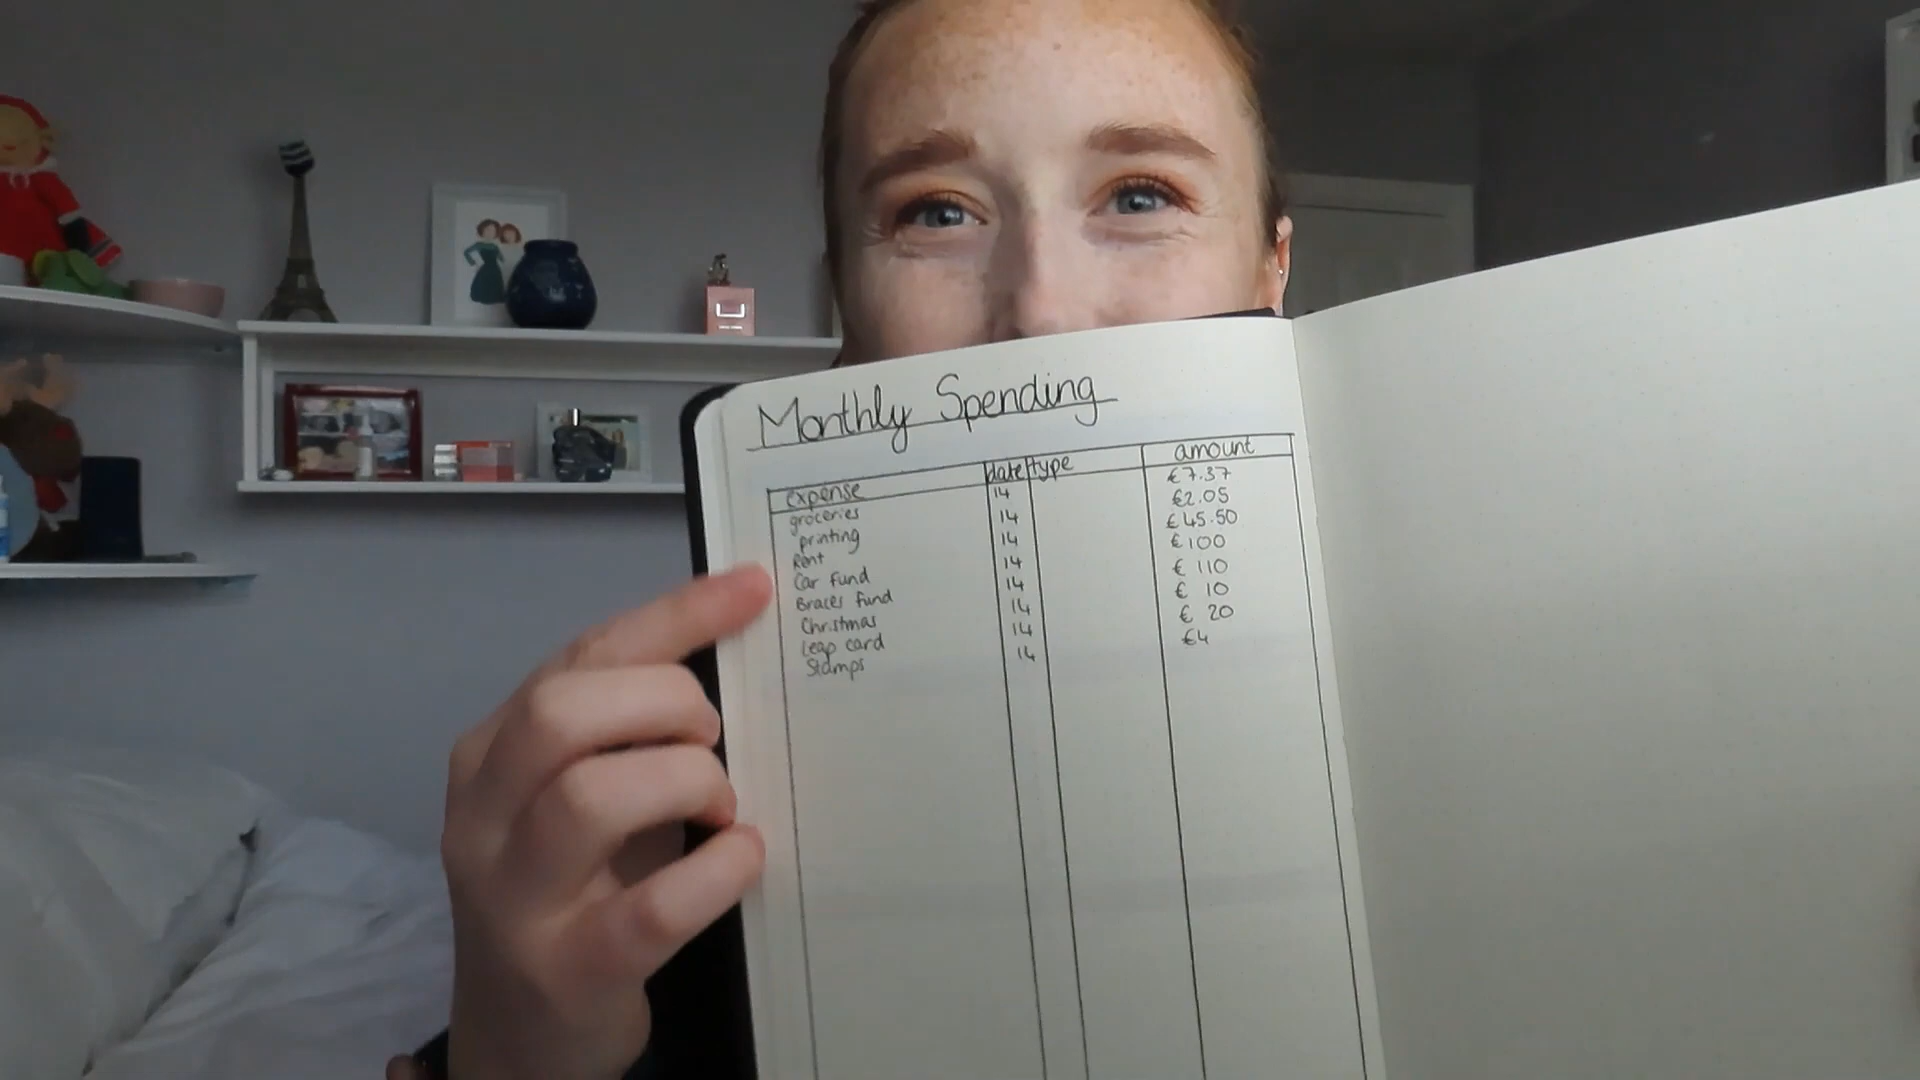 Monthly Spending
expense date type amount
groceries 14 €7.37
printing 14 €2.05
Rent 14 €45.50
Car fund 14 €100
Braces fund 14 €110
Christmas 14 €10
Leap card 14 €20
Stamps 14 €4